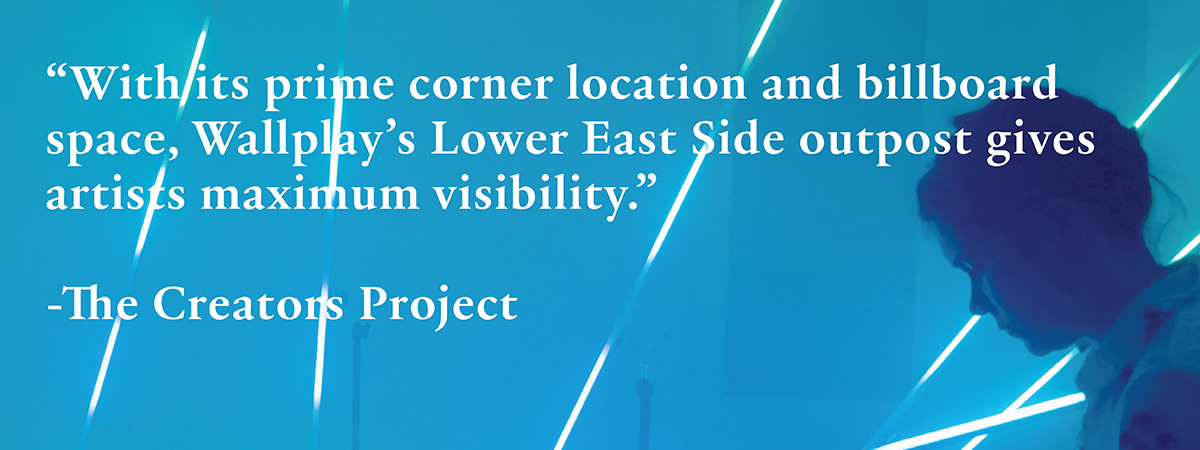 “With its prime corner location and billboard
space, Wallplay’s Lower East Side outpost gives
artists maximum visibility.”
-The Creators Project